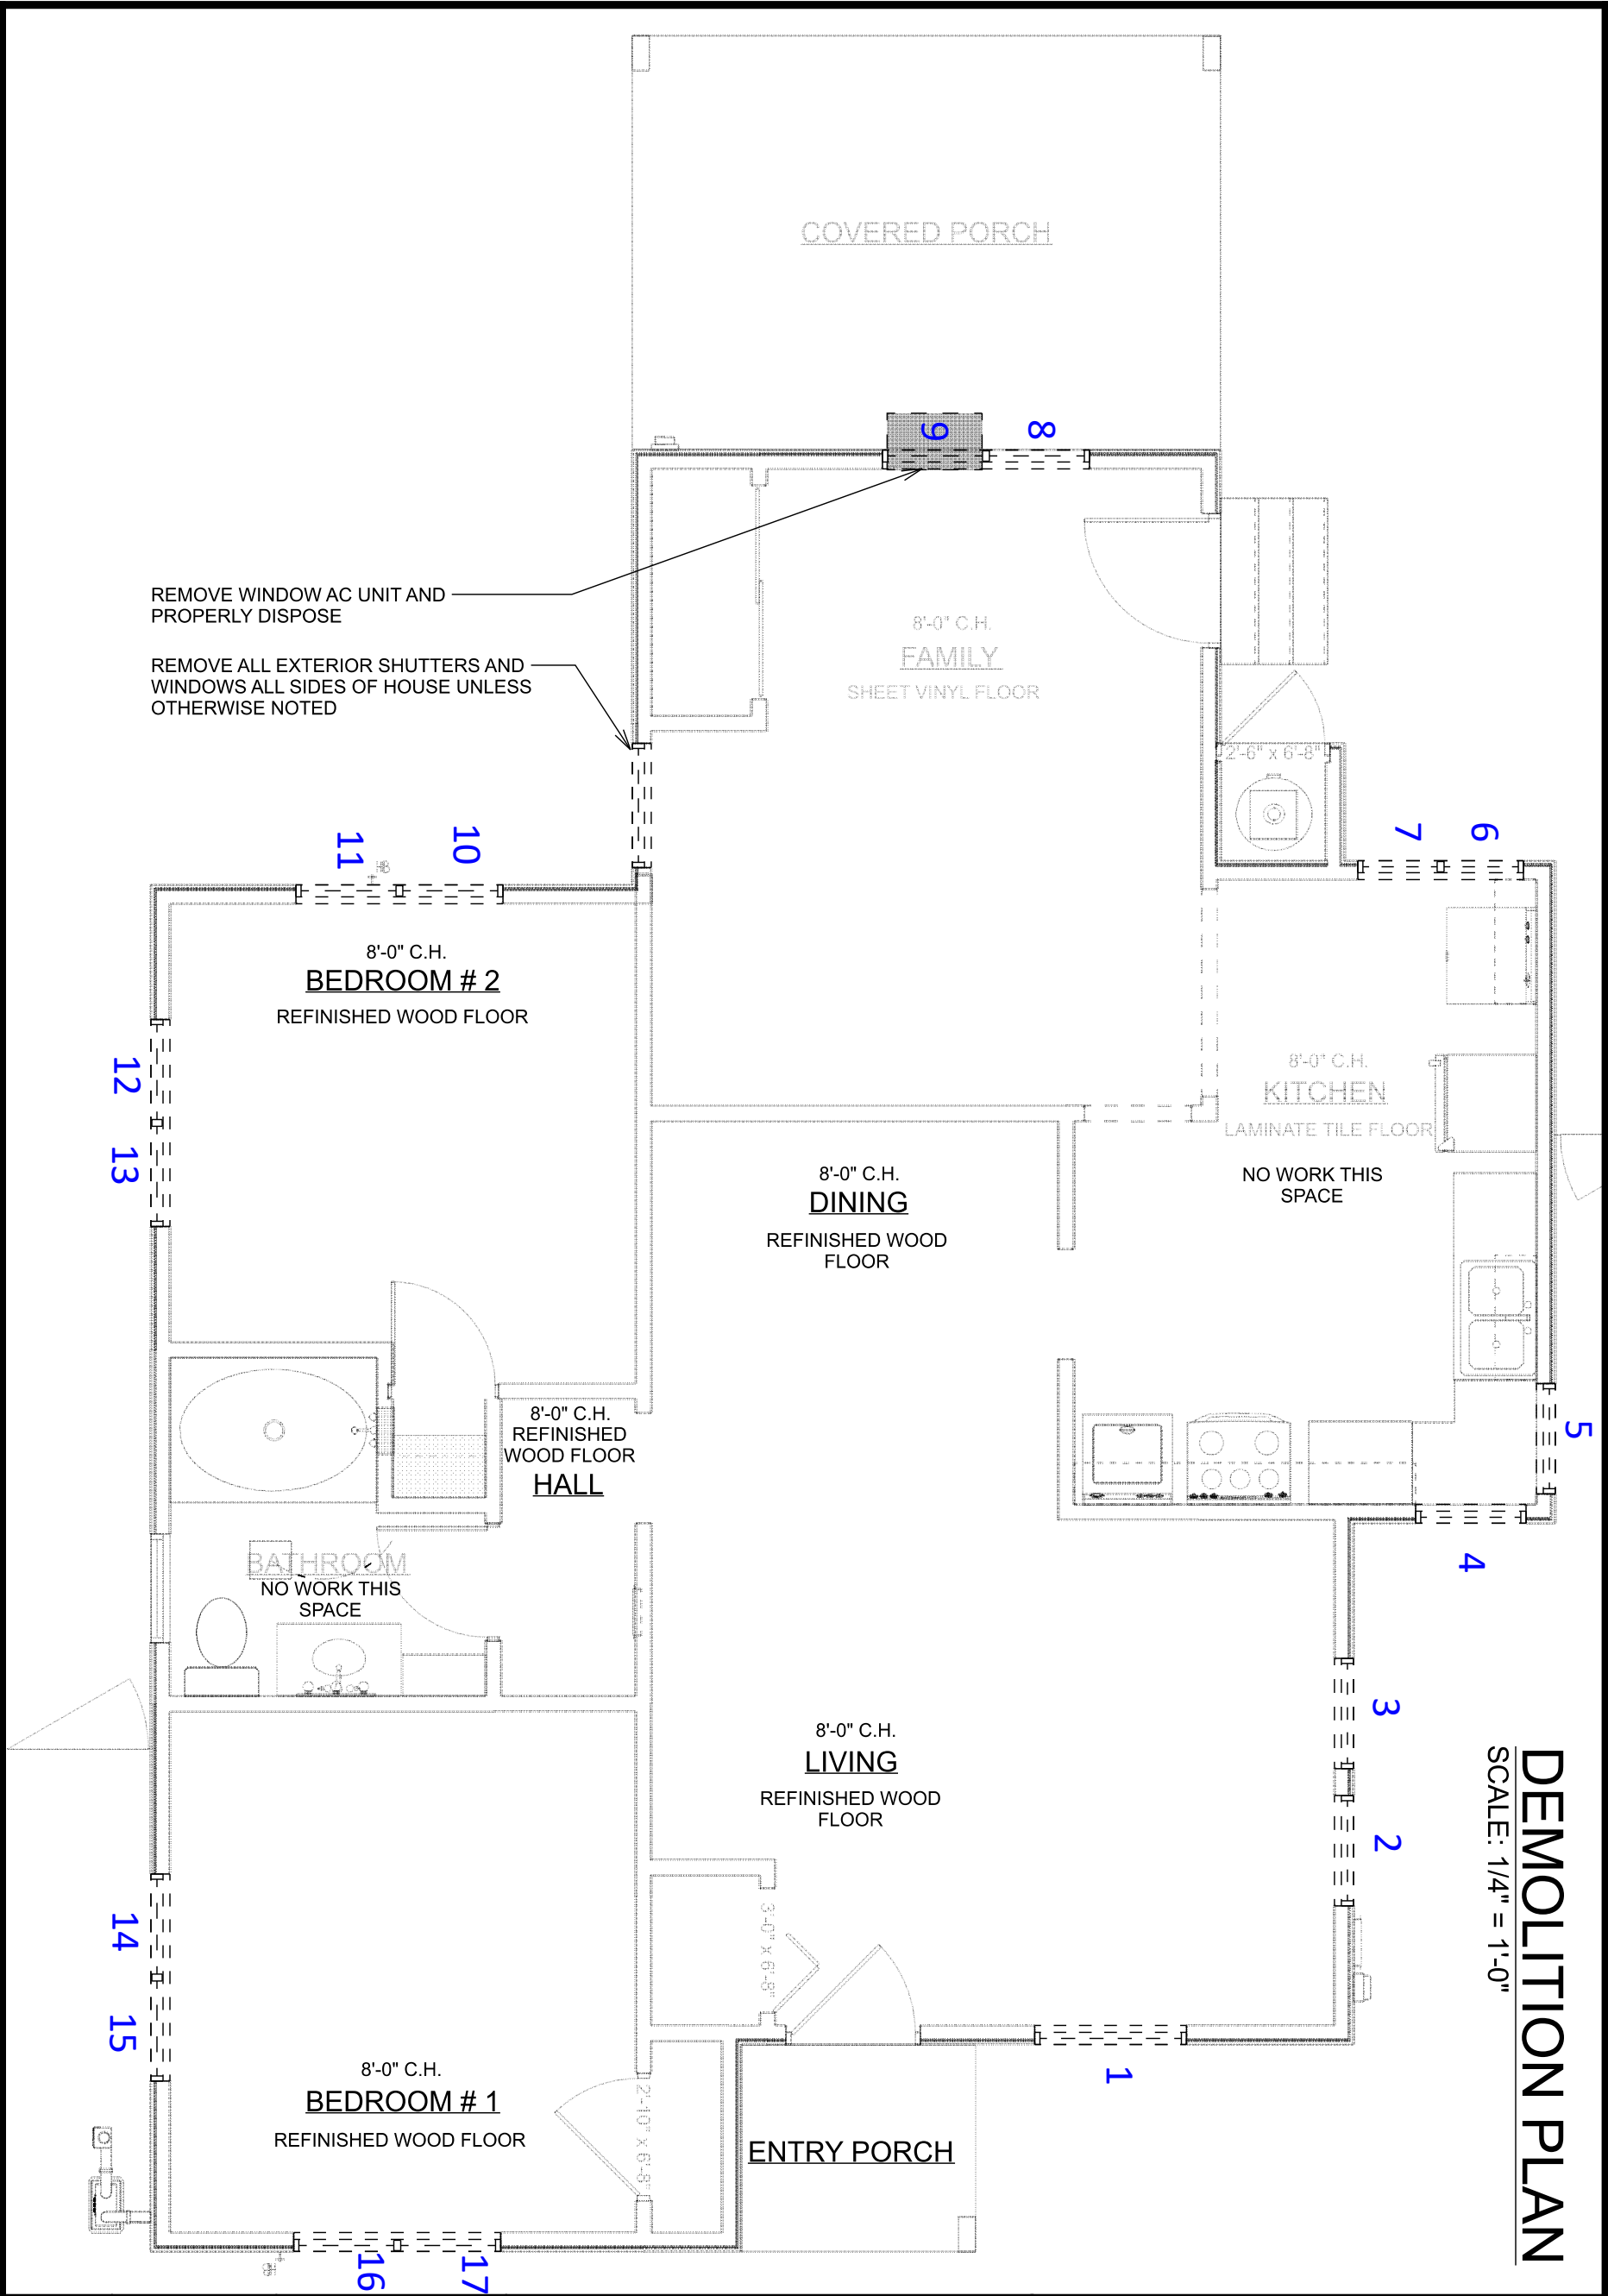 COVERED PORCH
9
8
REMOVE WINDOW AC UNIT AND
PROPERLY DISPOSE
REMOVE ALL EXTERIOR SHUTTERS AND
WINDOWS ALL SIDES OF HOUSE UNLESS
OTHERWISE NOTED
8'-0" C.H.
FAMILY
SHEET VINYL FLOOR
2'-6" x 6'-8"
7
6
11
10
HB
8'-0" C.H.
BEDROOM # 2
REFINISHED WOOD FLOOR
12
13
8'-0" C.H.
KITCHEN
LAMINATE TILE FLOOR
NO WORK THIS
SPACE
8'-0" C.H.
DINING
REFINISHED WOOD
FLOOR
5
4
8'-0" C.H.
REFINISHED
WOOD FLOOR
HALL
BATHROOM
NO WORK THIS
SPACE
3
2
8'-0" C.H.
LIVING
REFINISHED WOOD
FLOOR
3'-0" X 6'-8"
1
14
15
8'-0" C.H.
BEDROOM # 1
REFINISHED WOOD FLOOR
2'-10" X 6'-8"
ENTRY PORCH
16
17
DEMOLITION PLAN
SCALE: 1/4" = 1'-0"